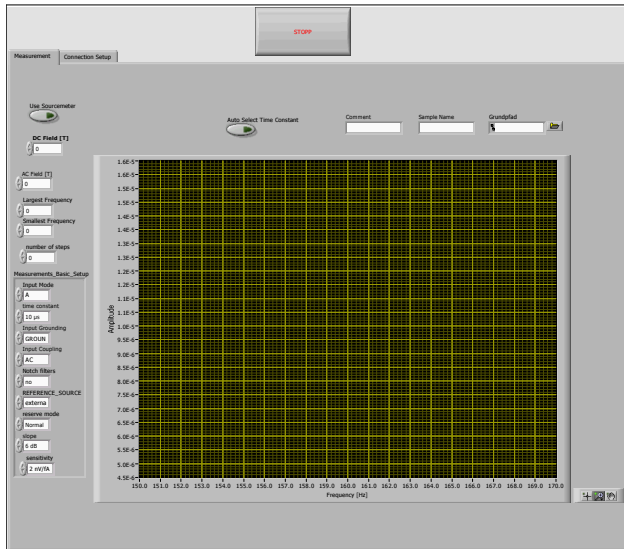 STOPP
Measurement
Connection Setup
Use Sourcemeter
Auto Select Time Constant
Comment
Sample Name
Grundpfad
DC Field [T]
0
AC Field [T]
0
Largest Frequency
0
Smallest Frequency
0
number of steps
0
Measurements_Basic_Setup
Input Mode
A
time constant
10 µs
Input Grounding
GROUN
Input Coupling
AC
Notch filters
no
REFERENCE_SOURCE
externa
reserve mode
Normal
slope
6 dB
sensitivity
2 nV/fA
Amplitude
1.6E-5
1.6E-5
1.5E-5
1.5E-5
1.4E-5
1.4E-5
1.3E-5
1.3E-5
1.2E-5
1.2E-5
1.1E-5
1.1E-5
1.0E-5
9.5E-6
9.0E-6
8.5E-6
8.0E-6
7.5E-6
7.0E-6
6.5E-6
6.0E-6
5.5E-6
5.0E-6
4.5E-6
150.0 151.0 152.0 153.0 154.0 155.0 156.0 157.0 158.0 159.0 160.0 161.0 162.0 163.0 164.0 165.0 166.0 167.0 168.0 169.0 170.0
Frequency [Hz]